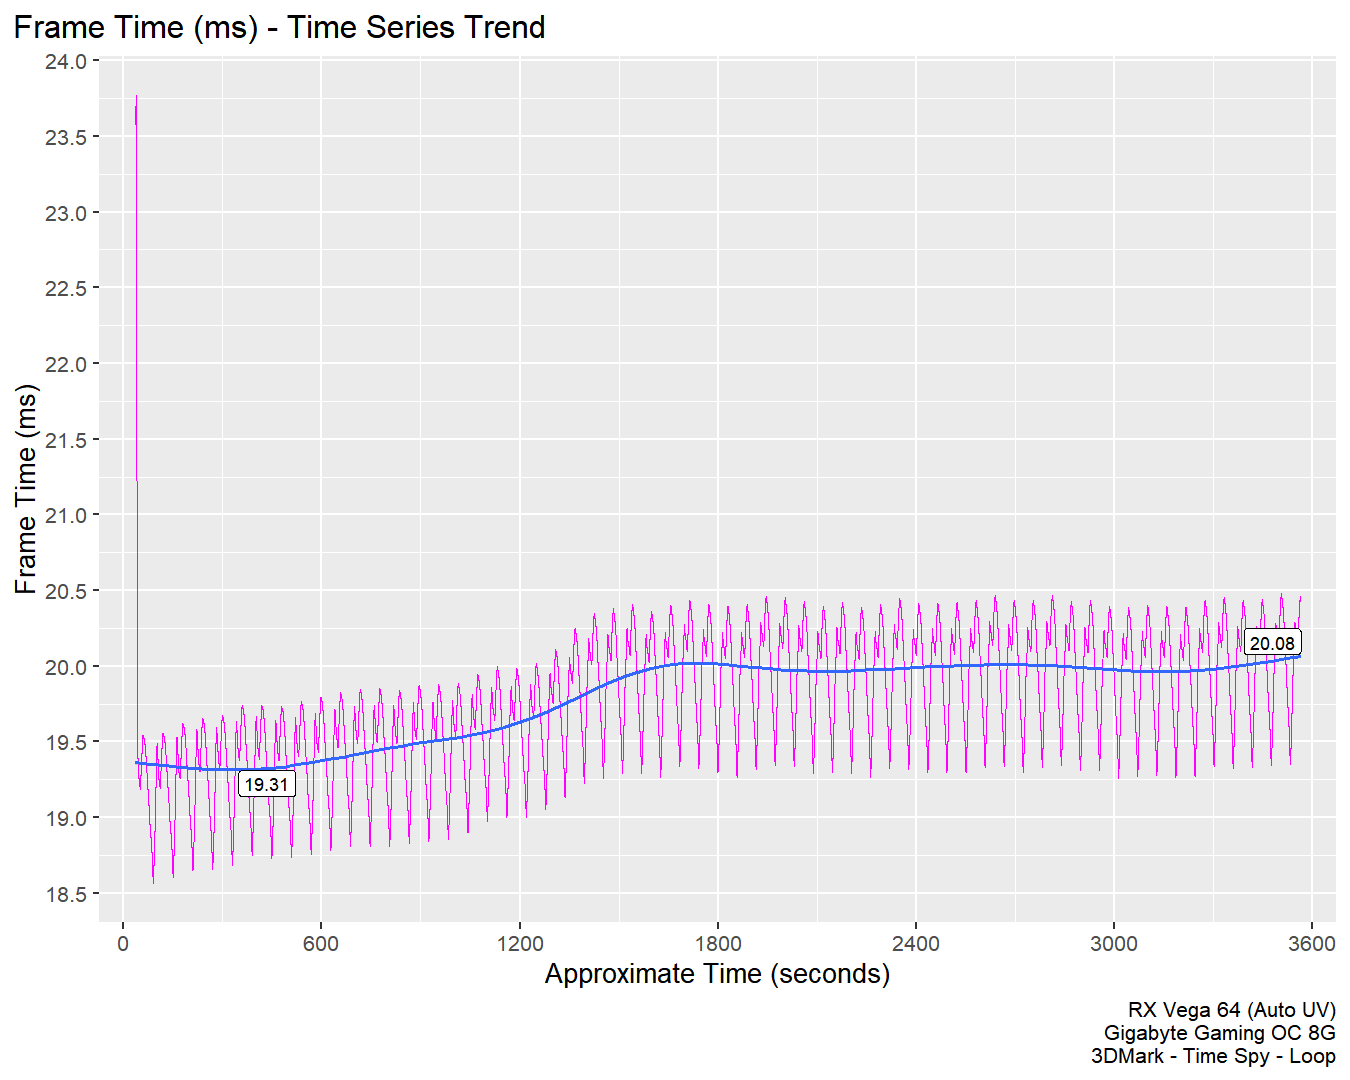 Frame Time (ms) - Time Series Trend
Frame Time (ms)
24.0
23.5
23.0
22.5
22.0
21.5
21.0
20.5
20.0
19.5
19.0
18.5
19.31
20.08
0 600 1200 1800 2400 3000 3600
Approximate Time (seconds)
RX Vega 64 (Auto UV)
Gigabyte Gaming OC 8G
3DMark - Time Spy - Loop